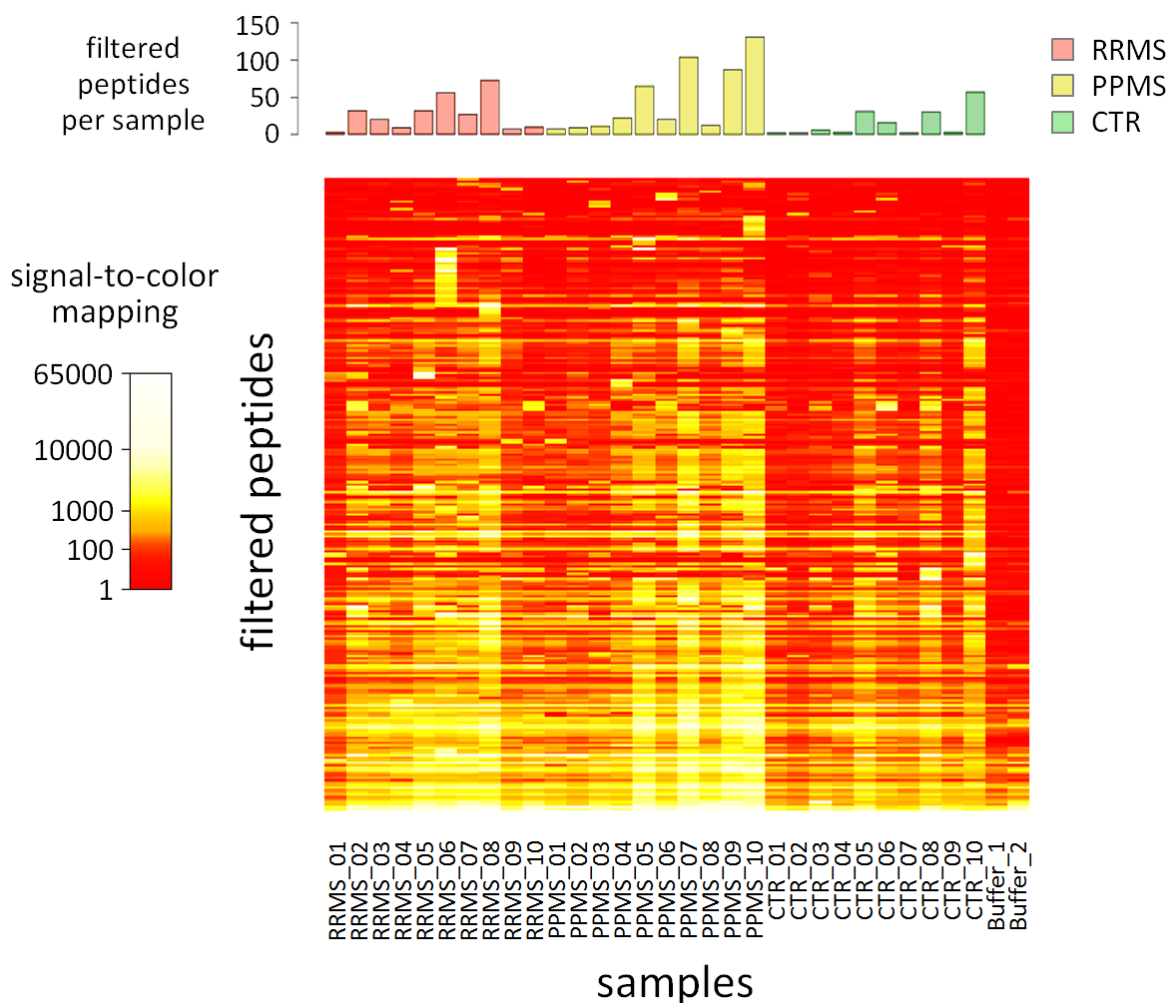 filtered
peptides
per sample
150
100
50
0
RRMS
PPMS
CTR
signal-to-color
mapping
65000
10000
1000
100
1
filtered peptides
RRMS_01
RRMS_02
RRMS_03
RRMS_04
RRMS_05
RRMS_06
RRMS_07
RRMS_08
RRMS_09
RRMS_10
PPMS_01
PPMS_02
PPMS_03
PPMS_04
PPMS_05
PPMS_06
PPMS_07
PPMS_08
PPMS_09
PPMS_10
CTR_01
CTR_02
CTR_03
CTR_04
CTR_05
CTR_06
CTR_07
CTR_08
CTR_09
CTR_10
Buffer_1
Buffer_2
samples